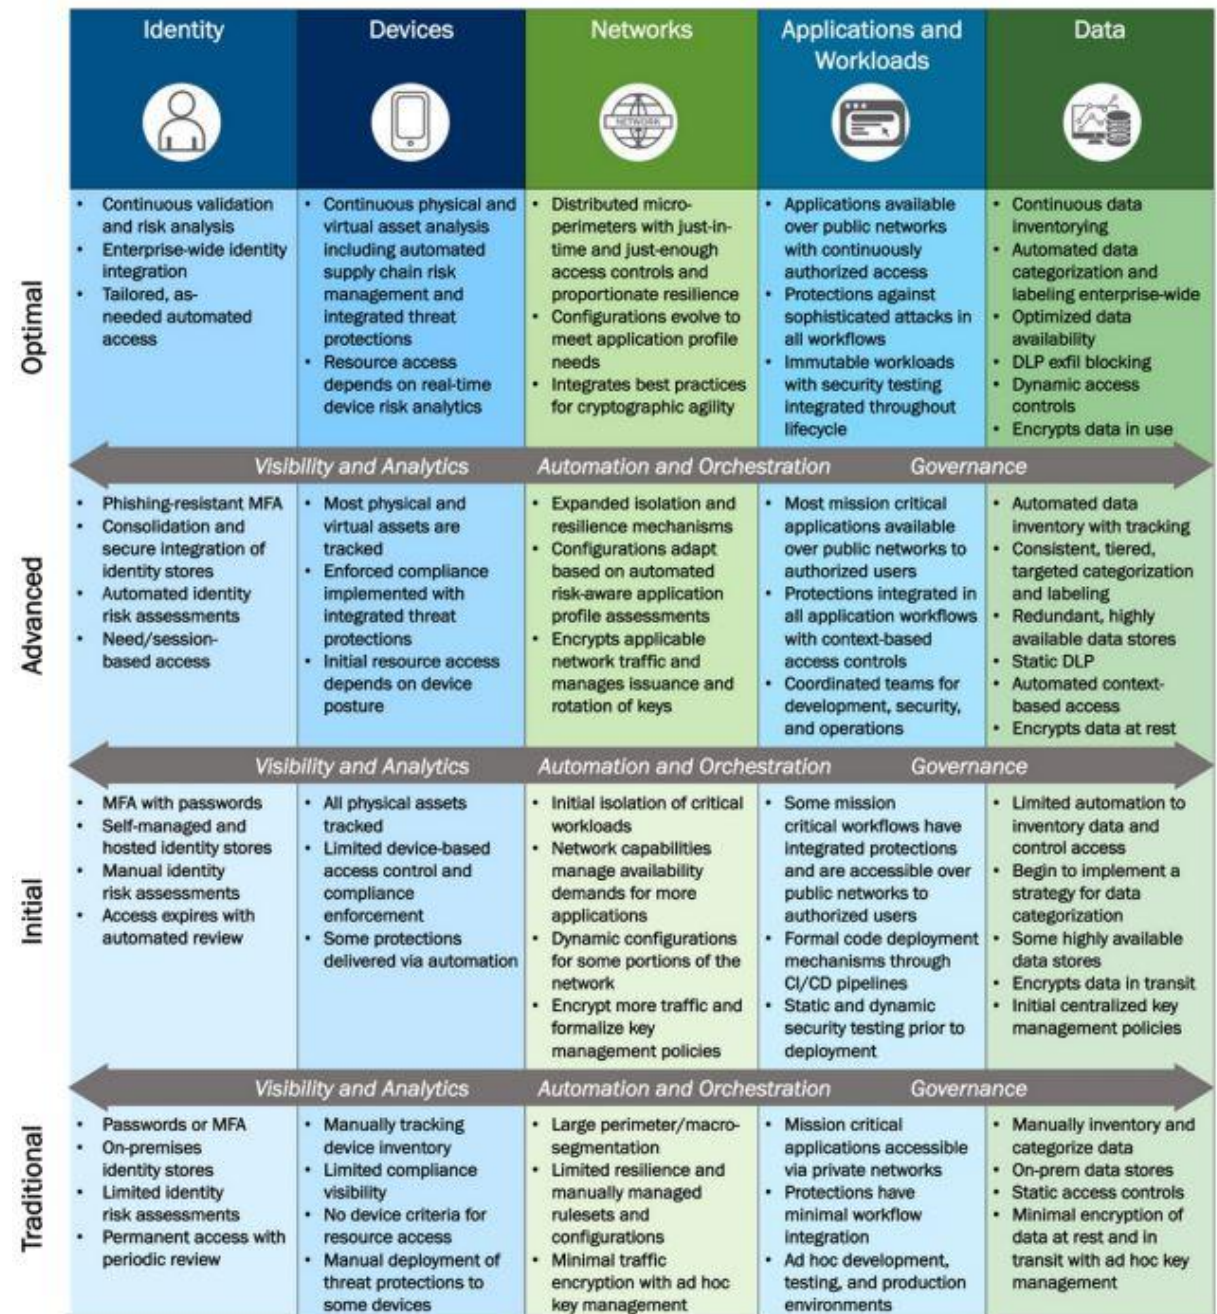 Identity
Devices
Networks
Applications and
Workloads
Data
NETWORK
Optimal
• Continuous validation
and risk analysis
• Enterprise-wide identity
integration
• Tailored, as-
needed automated
access
• Continuous physical and
virtual asset analysis
including automated
supply chain risk
management and
integrated threat
protections
• Resource access
depends on real-time
device risk analytics
• Distributed micro-
perimeters with just-in-
time and just-enough
access controls and
proportionate resilience
• Configurations evolve to
meet application profile
needs
• Integrates best practices
for cryptographic agility
• Applications available
over public networks
with continuously
authorized access
• Protections against
sophisticated attacks in
all workflows
• Immutable workloads
with security testing
integrated throughout
lifecycle
• Continuous data
inventorying
• Automated data
categorization and
labeling enterprise-wide
• Optimized data
availability
• DLP exfil blocking
• Dynamic access
controls
• Encrypts data in use
Visibility and Analytics Automation and Orchestration Governance
Advanced
• Phishing-resistant MFA
• Consolidation and
secure integration of
identity stores
• Automated identity
risk assessments
• Need/session-
based access
• Most physical and
virtual assets are
tracked
• Enforced compliance
implemented with
integrated threat
protections
• Initial resource access
depends on device
posture
• Expanded isolation and
resilience mechanisms
• Configurations adapt
based on automated
risk-aware application
profile assessments
• Encrypts applicable
network traffic and
manages issuance and
rotation of keys
• Most mission critical
applications available
over public networks to
authorized users
• Protections integrated in
all application workflows
with context-based
access controls
• Coordinated teams for
development, security,
and operations
• Automated data
inventory with tracking
• Consistent, tiered,
targeted categorization
and labeling
• Redundant, highly
available data stores
• Static DLP
• Automated context-
based access
• Encrypts data at rest
Visibility and Analytics Automation and Orchestration Governance
Initial
• MFA with passwords
• Self-managed and
hosted identity stores
• Manual identity
risk assessments
• Access expires with
automated review
• All physical assets
tracked
• Limited device-based
access control and
compliance
enforcement
• Some protections
delivered via automation
• Initial isolation of critical
workloads
• Network capabilities
manage availability
demands for more
applications
• Dynamic configurations
for some portions of the
network
• Encrypt more traffic and
formalize key
management policies
• Some mission
critical workflows have
integrated protections
and are accessible over
public networks to
authorized users
• Formal code deployment
mechanisms through
CI/CD pipelines
• Static and dynamic
security testing prior to
deployment
• Limited automation to
inventory data and
control access
• Begin to implement a
strategy for data
categorization
• Some highly available
data stores
• Encrypts data in transit
• Initial centralized key
management policies
Visibility and Analytics Automation and Orchestration Governance
Traditional
• Passwords or MFA
• On-premises
identity stores
• Limited identity
risk assessments
• Permanent access with
periodic review
• Manually tracking
device inventory
• Limited compliance
visibility
• No device criteria for
resource access
• Manual deployment of
threat protections to
some devices
• Large perimeter/macro-
segmentation
• Limited resilience and
manually managed
rulesets and
configurations
• Minimal traffic
encryption with ad hoc
key management
• Mission critical
applications accessible
via private networks
• Protections have
minimal workflow
integration
• Ad hoc development,
testing, and production
environments
• Manually inventory and
categorize data
• On-prem data stores
• Static access controls
• Minimal encryption of
data at rest and in
transit with ad hoc key
management